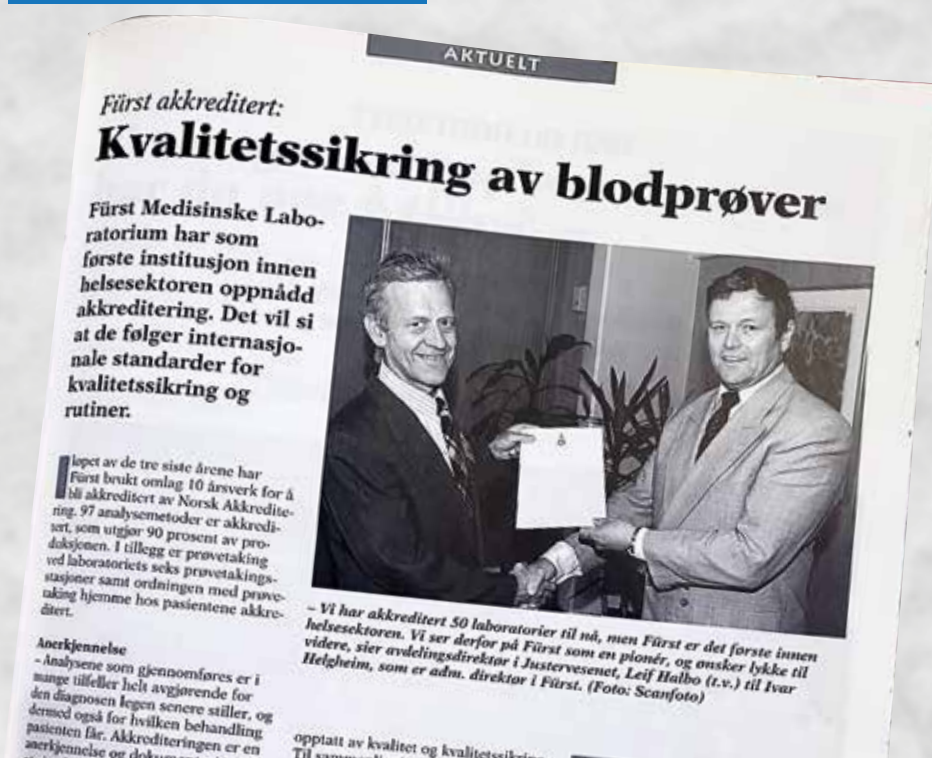 AKTUELT
Fürst akkreditert:
Kvalitetssikring av blodprøver
Fürst Medisinske Labo-
ratorium har som
første institusjon innen
helsesektoren oppnådd
akkreditering. Det vil si
at de følger internasjo-
nale standarder for
kvalitetssikring og
rutiner.
I løpet av de tre siste årene har
Fürst brukt omlag 10 årsverk for å
bli akkreditert av Norsk Akkredite-
ring. 97 analysemetoder er akkredi-
tert, som utgjør 90 prosent av pro-
duksjonen. I tillegg er prøvetaking
ved laboratoriets seks prøvetakings-
stasjoner samt ordningen med prøve-
taking hjemme hos pasientene akkre-
ditert.
Anerkjennelse
– Analysene som gjennomføres er i
mange tilfeller helt avgjørende for
den diagnosen legen senere stiller, og
dermed også for hvilken behandling
pasienten får. Akkrediteringen er en
anerkjennelse og
– Vi har akkreditert 50 laboratorier til nå, men Fürst er det første innen
helsesektoren. Vi ser derfor på Fürst som en pionér, og ønsker lykke til
videre, sier avdelingsdirektør i Justervesenet, Leif Halbo (t.v.) til Ivar
Helgheim, som er adm. direktør i Fürst. (Foto: Scanfoto)
opptatt av kvalitet og kvalitetssikring